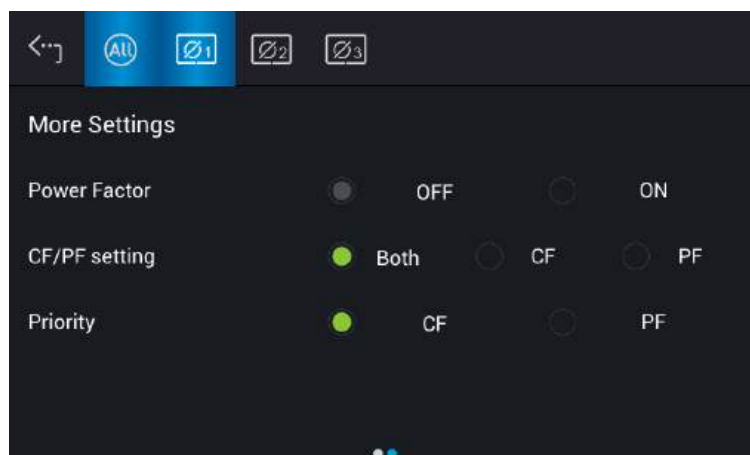 All Ø1 Ø2 Ø3
More Settings
Power Factor OFF ON
CF/PF setting Both CF PF
Priority CF PF